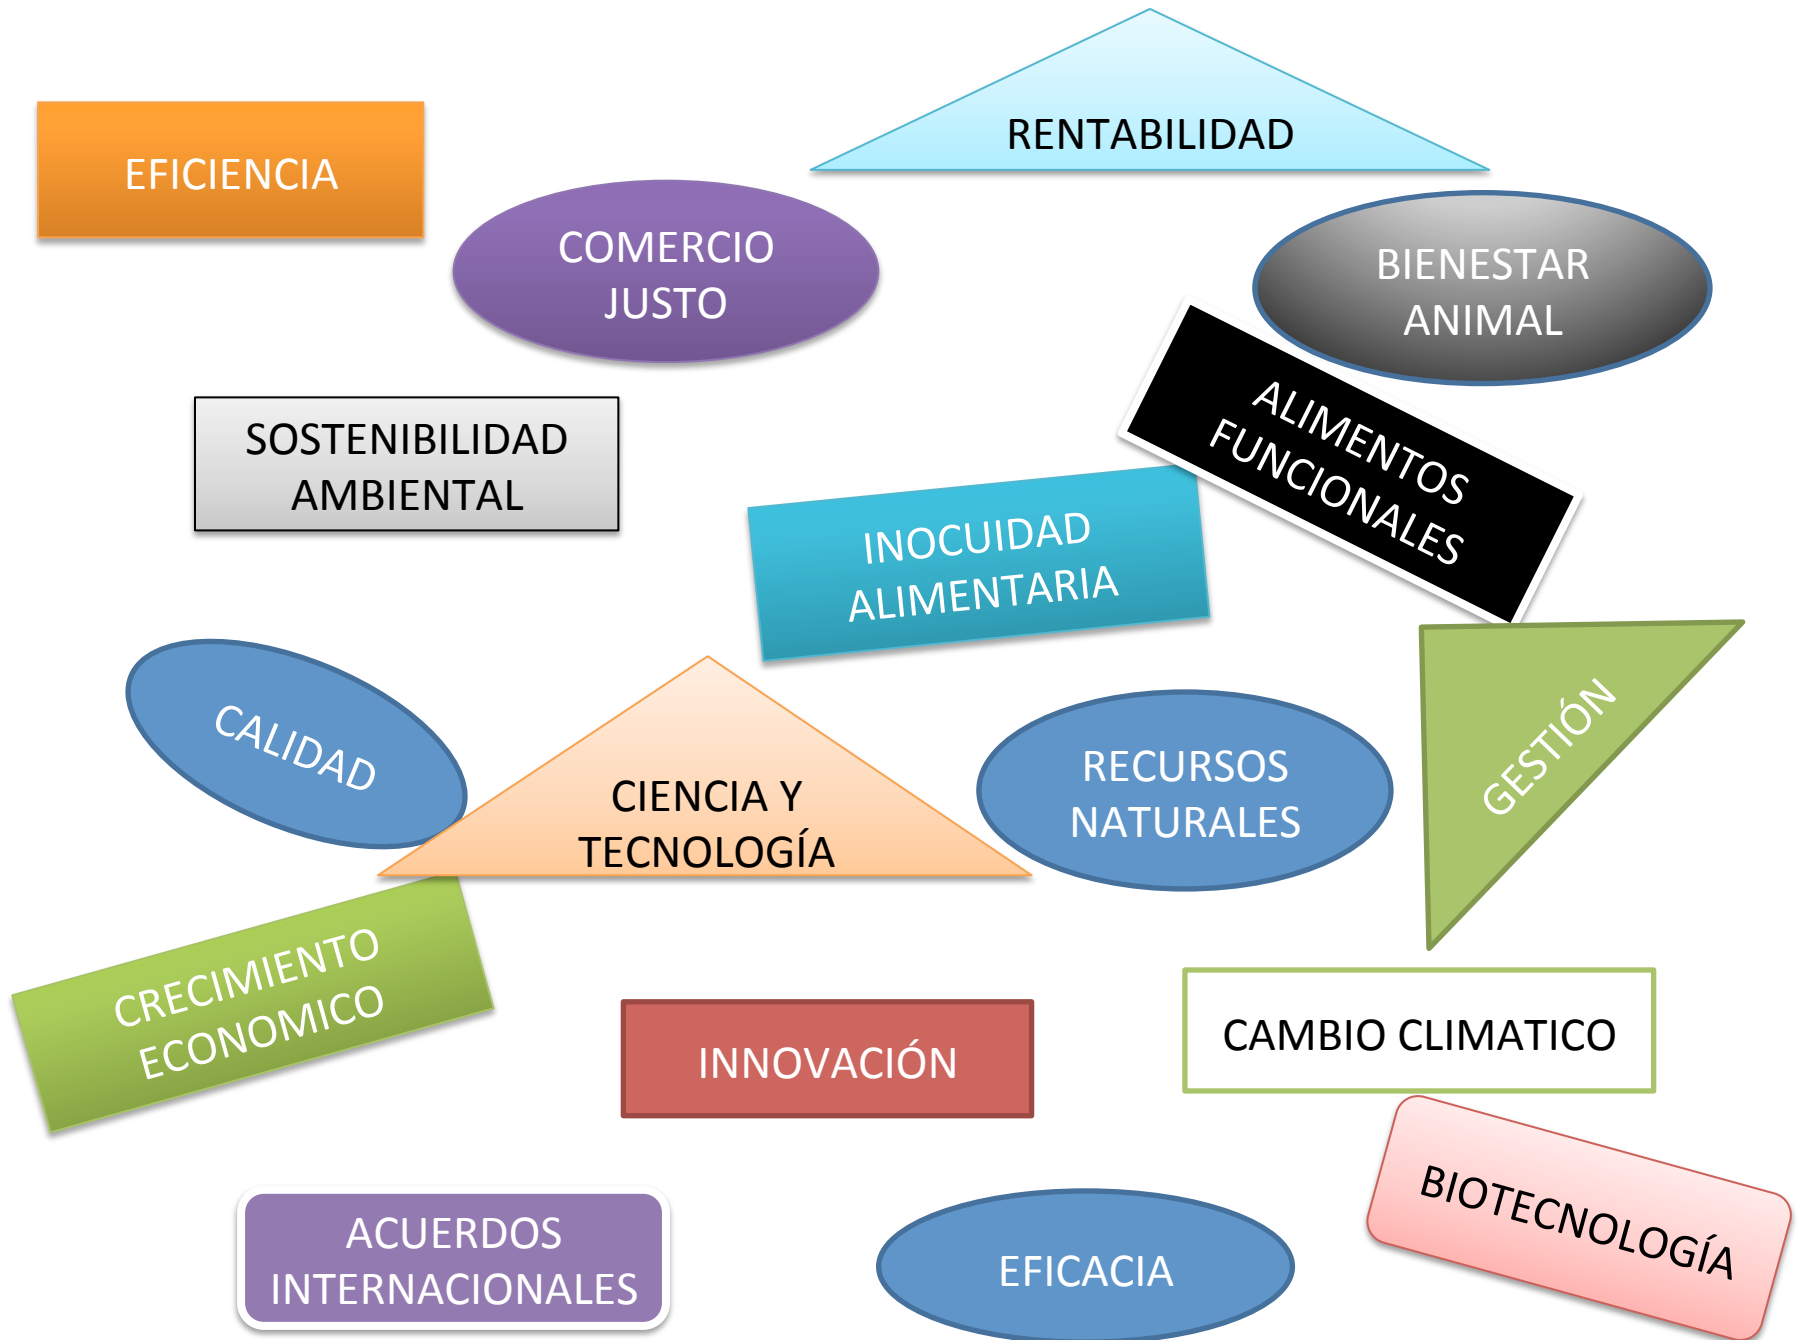 RENTABILIDAD
EFICIENCIA
COMERCIO
JUSTO
BIENESTAR
ANIMAL
SOSTENIBILIDAD
AMBIENTAL
ALIMENTOS
FUNCIONALES
INOCUIDAD
ALIMENTARIA
CALIDAD
CIENCIA Y
TECNOLOGÍA
RECURSOS
NATURALES
GESTIÓN
CRECIMIENTO
ECONOMICO
INNOVACIÓN
CAMBIO CLIMATICO
BIOTECNOLOGÍA
ACUERDOS
INTERNACIONALES
EFICACIA